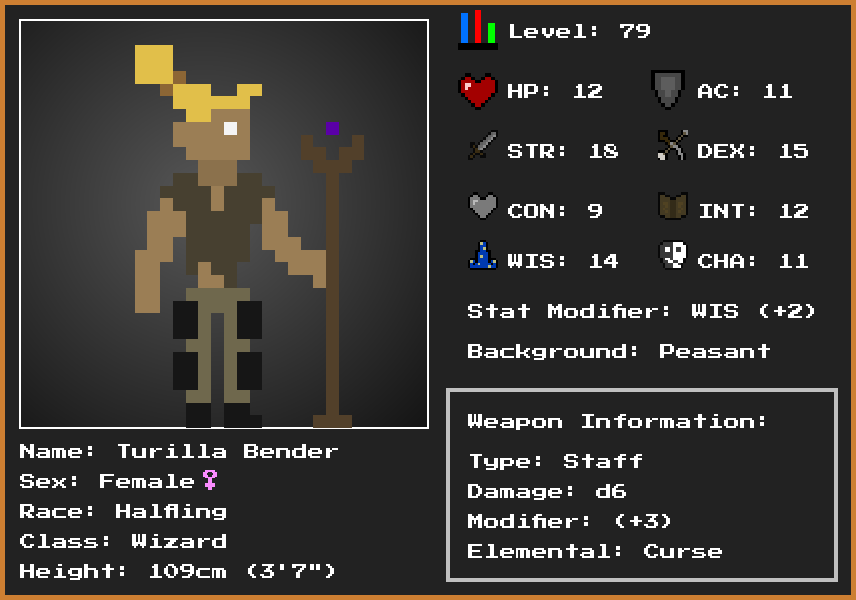 Level: 79
HP: 12 AC: 11
STR: 18 DEX: 15
CON: 9 INT: 12
WIS: 14 CHA: 11
Stat Modifier: WIS (+2)
Background: Peasant
Weapon Information:
Type: Staff
Damage: d6
Modifier: (+3)
Elemental: Curse
Name: Turilla Bender
Sex: Female♀
Race: Halfling
Class: Wizard
Height: 109cm (3'7")